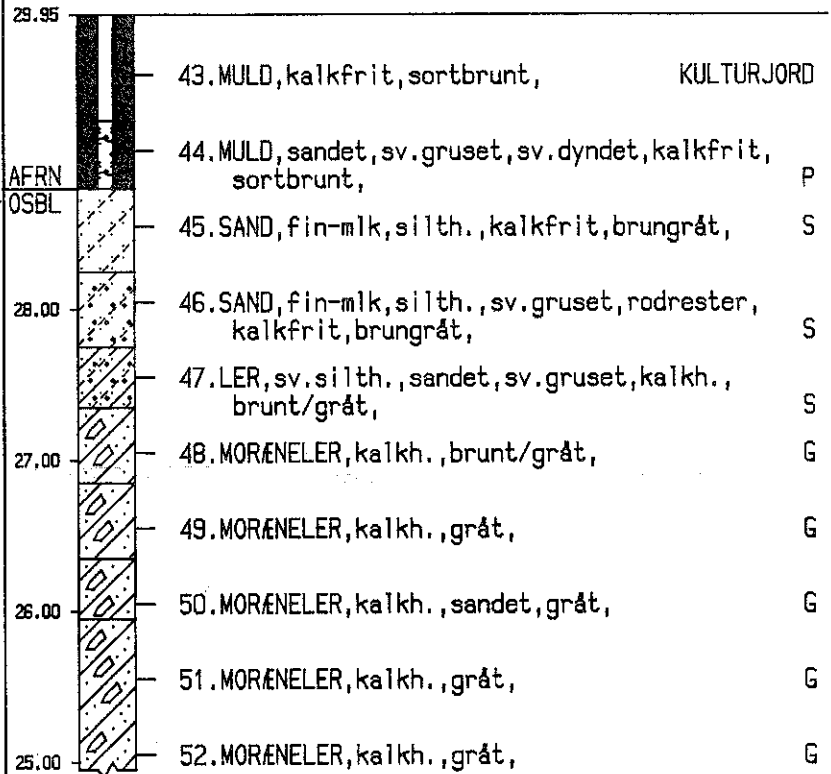 29.95
43.MULD,kalkfrit,sortbrunt, KULTURJORD
44.MULD,sandet,sv.gruset,sv.dyndet,kalkfrit,
sortbrunt, P
AFRN
OSBL
45.SAND,fin-mlk,silth.,kalkfrit,brungråt, S
28.00
46.SAND,fin-mlk,silth.,sv.gruset,rodrester,
kalkfrit,brungråt, S
47.LER,sv.silth.,sandet,sv.gruset,kalkh.,
brunt/gråt, S
27.00
48.MORÆNELER,kalkh.,brunt/gråt, G
49.MORÆNELER,kalkh.,gråt, G
26.00
50.MORÆNELER,kalkh.,sandet,gråt, G
51.MORÆNELER,kalkh.,gråt, G
25.00
52.MORÆNELER,kalkh.,gråt, G